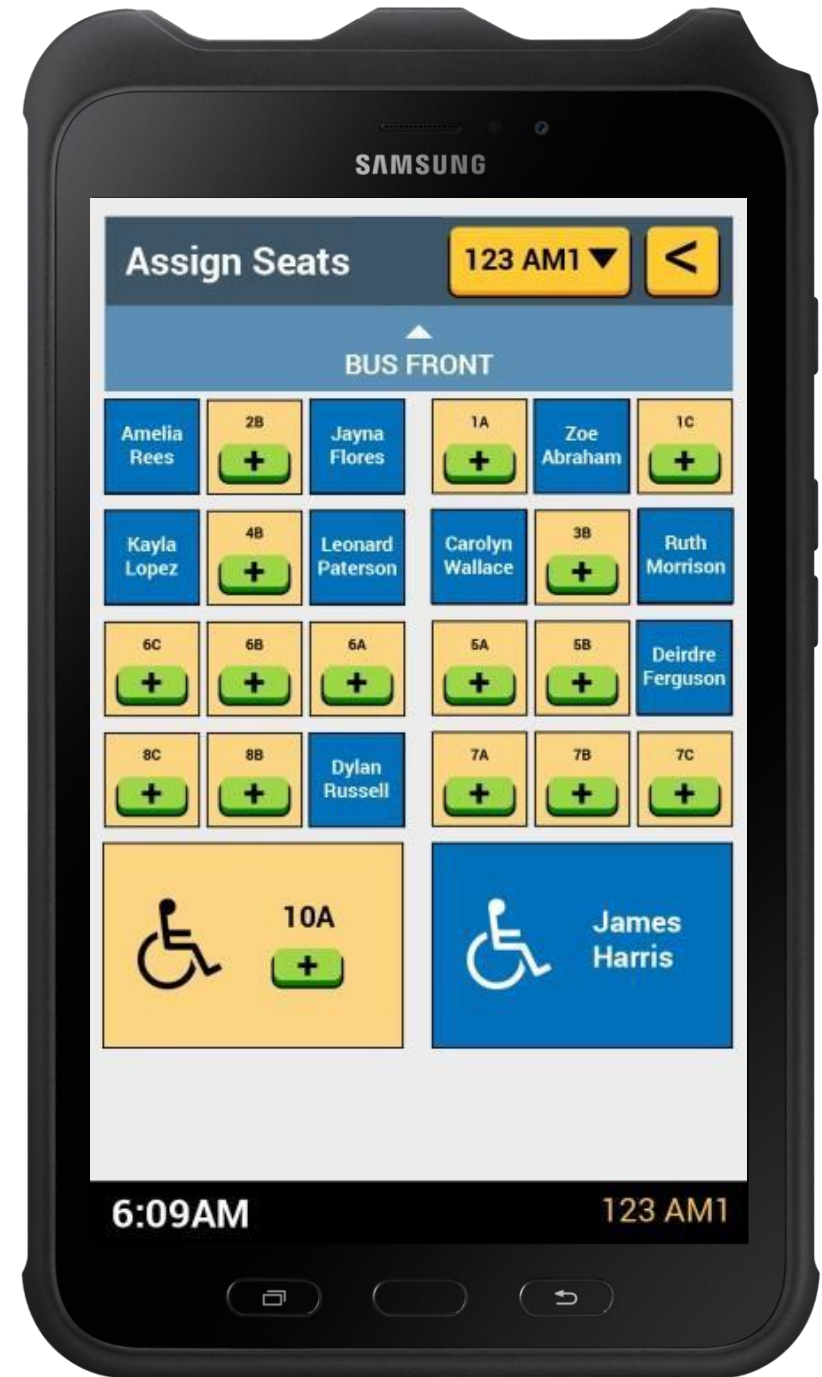 SAMSUNG
Assign Seats
123 AM1
<
BUS FRONT
Amelia
Rees
2B
+
Jayna
Flores
1A
+
Zoe
Abraham
1C
+
Kayla
Lopez
4B
+
Leonard
Paterson
Carolyn
Wallace
3B
+
Ruth
Morrison
6C
+
6B
+
6A
+
5A
+
5B
+
Deirdre
Ferguson
8C
+
8B
+
Dylan
Russell
7A
+
7B
+
7C
+
10A
+
James
Harris
6:09AM
123 AM1